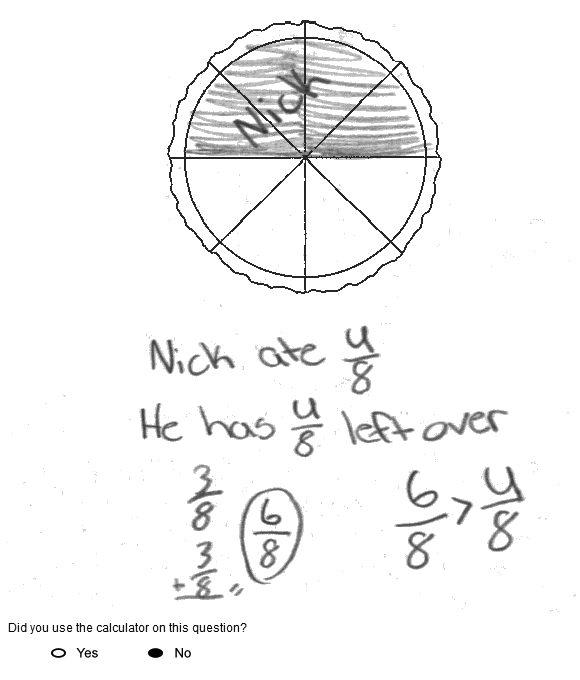 Nick
Nick ate 4/8
He has 4/8 left over
3/8 + 3/8 = 6/8
6/8 > 4/8
Did you use the calculator on this question?
Yes No